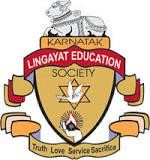 KARNATAK
LINGAYAT EDUCATION
SOCIETY
Truth Love Service Sacrifice